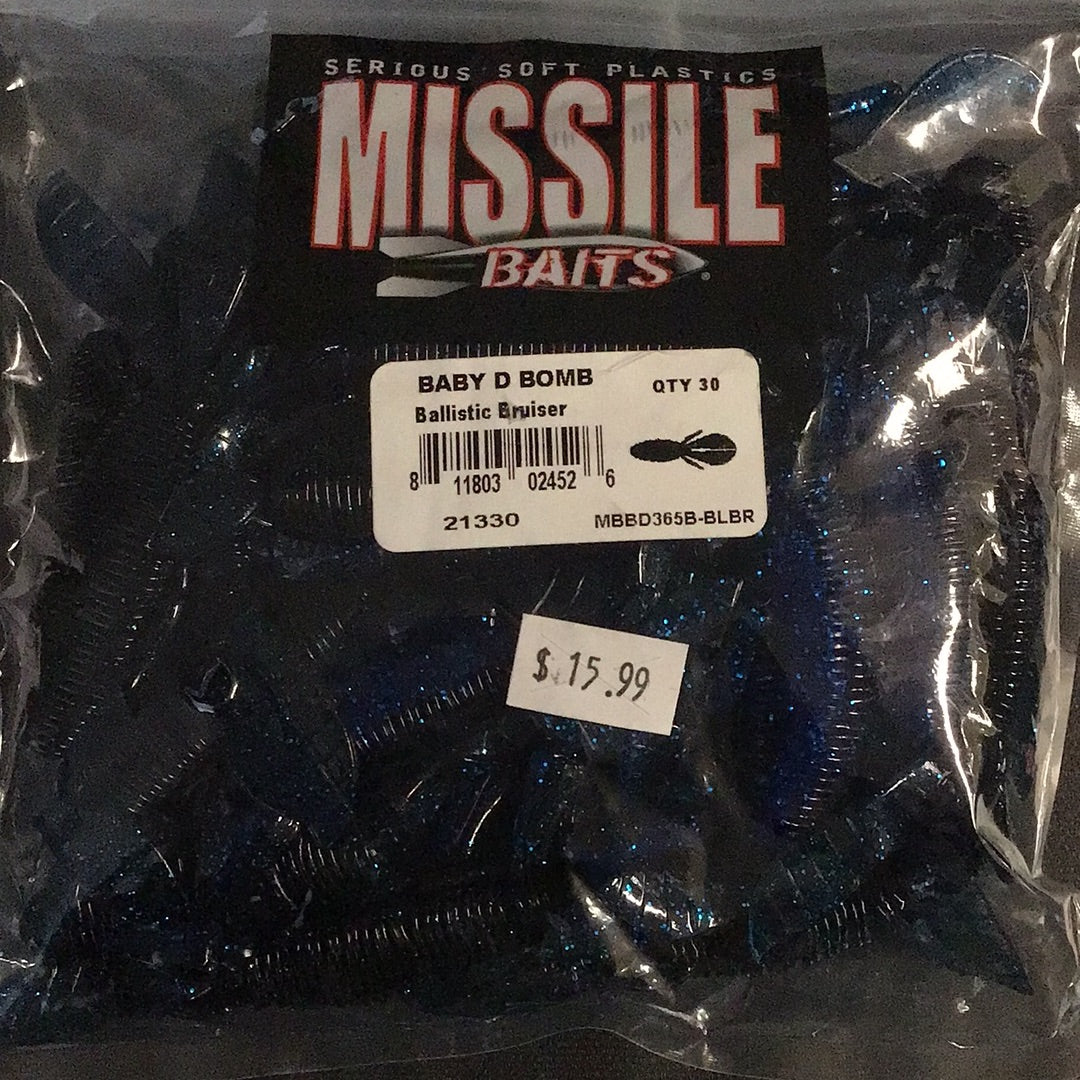 SERIOUS SOFT PLASTICS
MISSILE
BAITS
BABY D BOMB
QTY 30
Ballistic Bruiser
8 11803 02452 6
21330
MBBD365B-BLBR
$ 15.99